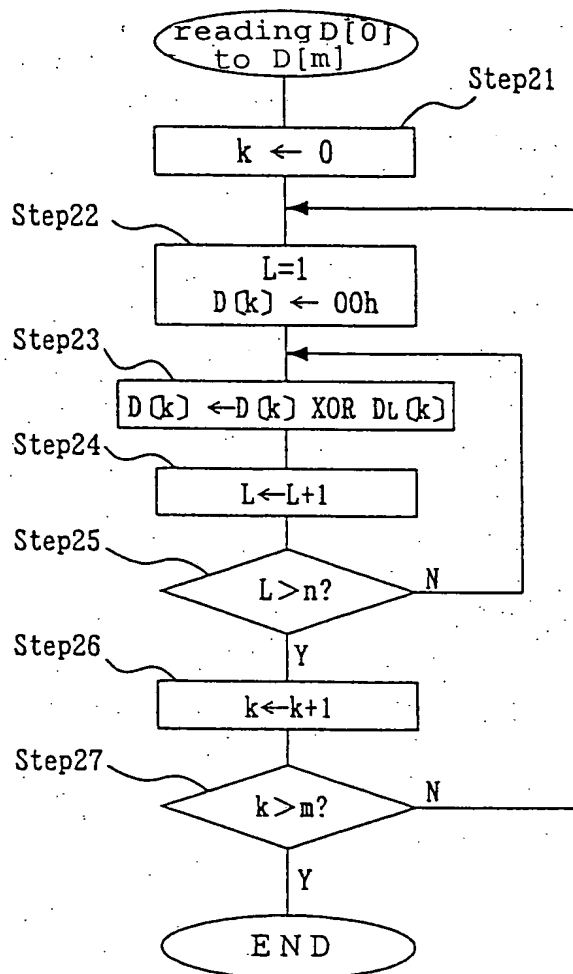 reading D[0]
to D[m]
Step21
k ← 0
Step22
L=1
D[k] ← 00h
Step23
D[k] ←D[k] XOR DL[k]
Step24
L←L+1
Step25
L>n?
N
Y
Step26
k←k+1
Step27
k>m?
N
Y
END